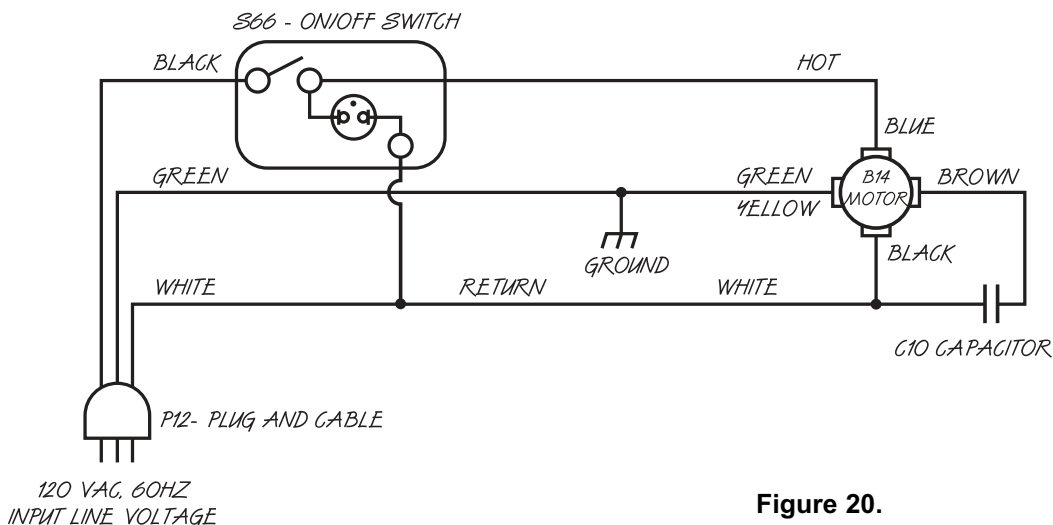 S66 - ON/OFF SWITCH
BLACK
HOT
BLUE
GREEN
GREEN
YELLOW
B14
MOTOR
BROWN
GROUND
BLACK
WHITE
RETURN
WHITE
C10 CAPACITOR
P12- PLUG AND CABLE
120 VAC, 60HZ
INPUT LINE VOLTAGE
Figure 20.